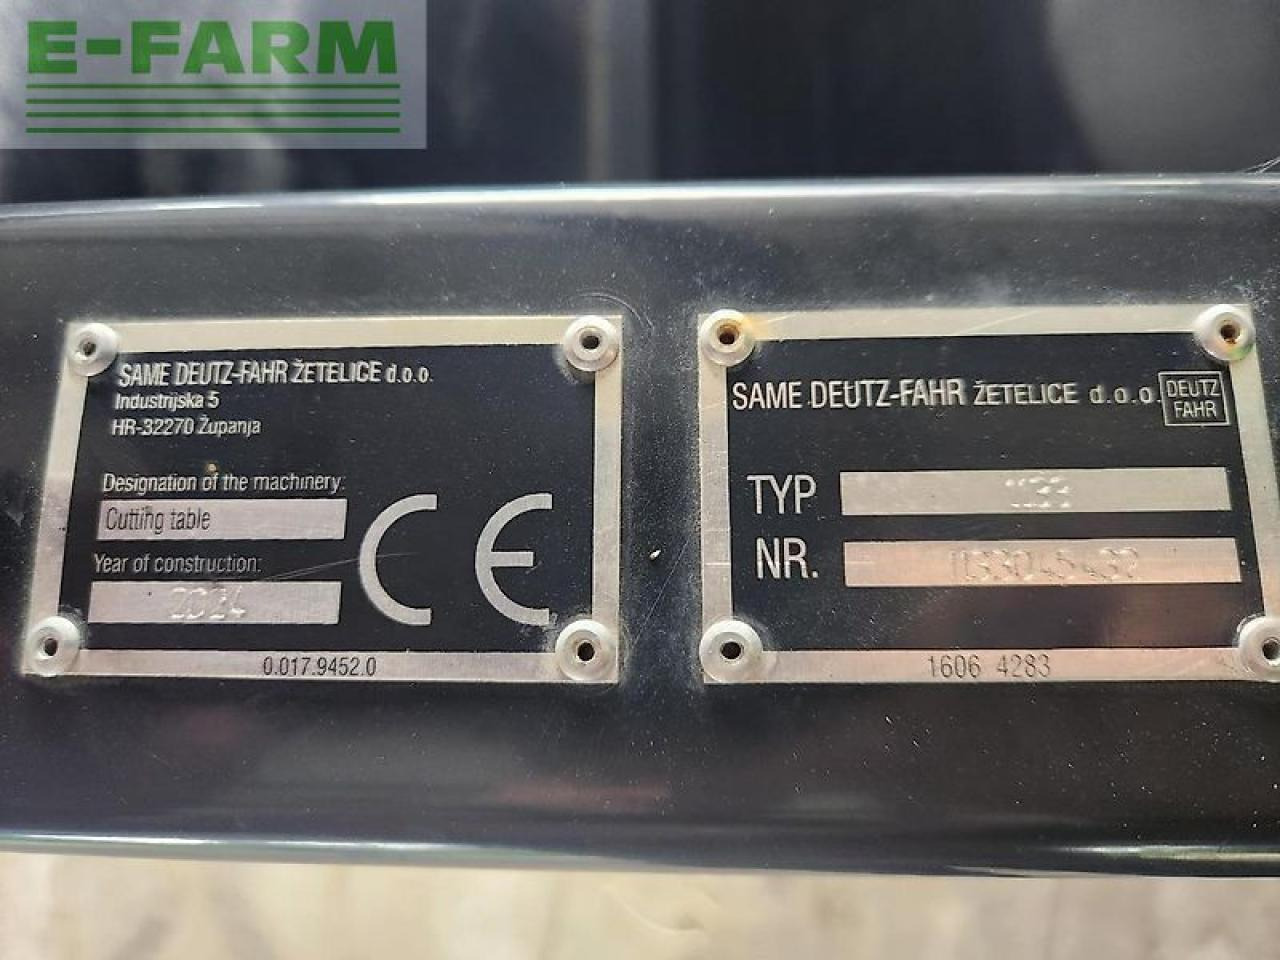 E-FARM
SAME DEUTZ-FAHR ŽETELICE d.o.o.
Industrijska 5
HR-32270 Županja
Designation of the machinery:
Cutting table
Year of construction:
2024
CE
0.017.9452.0
SAME DEUTZ-FAHR ŽETELICE d.o.o.
DEUTZ
FAHR
TYP
NR.
1606 4283